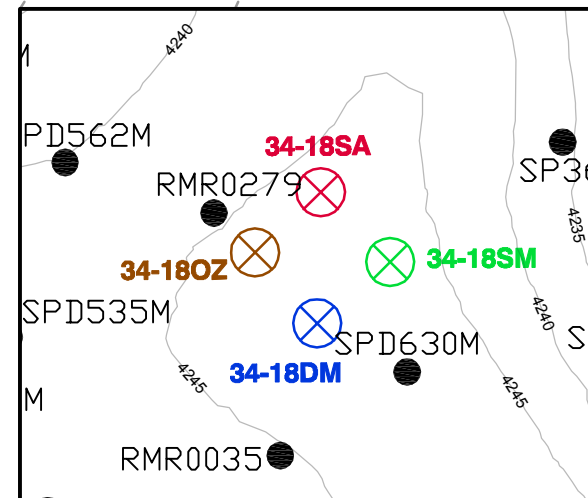 4240
M
PD562M
34-18SA
SP36
RMR0279
4235
34-18SM
34-18OZ
SPD535M
4240
S
SPD630M
34-18DM
4245
4245
M
RMR0035